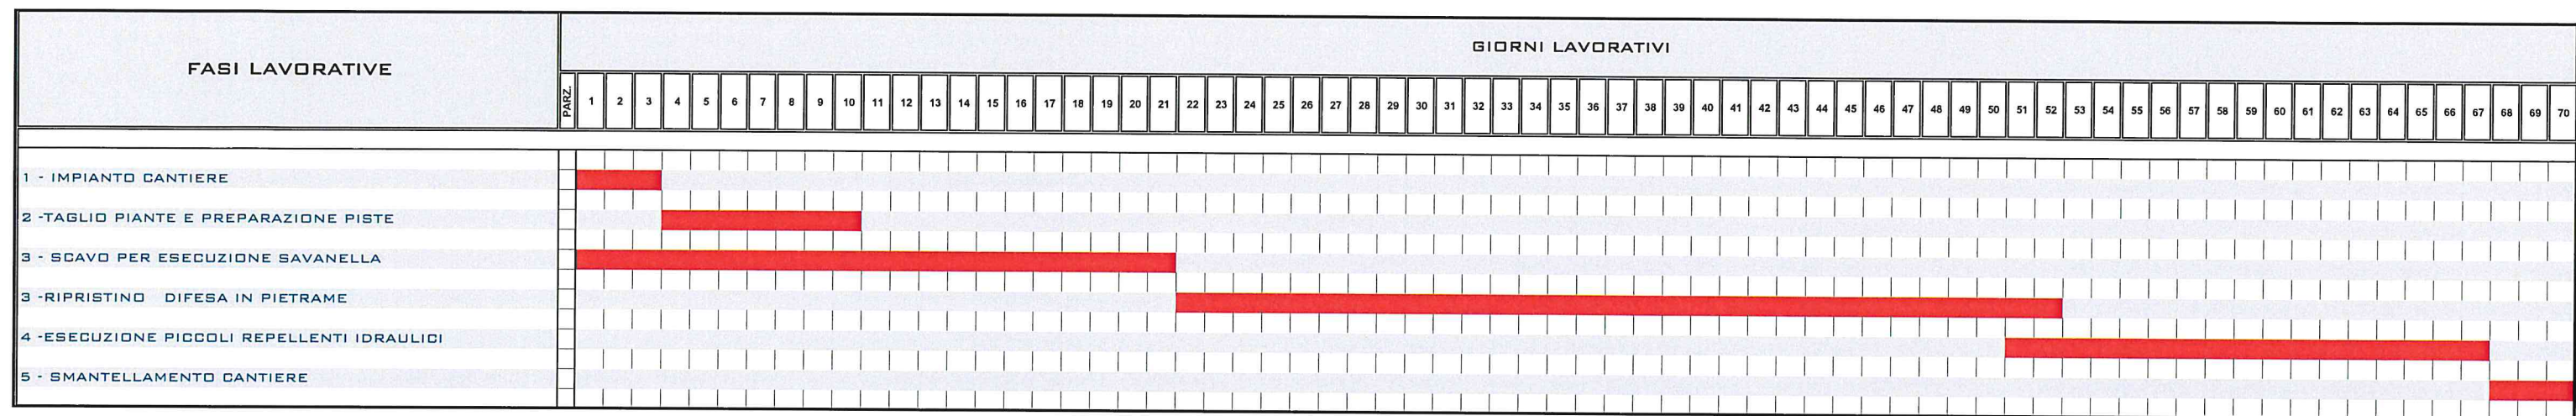 FASI LAVORATIVE
GIORNI LAVORATIVI
PARZ. 1 2 3 4 5 6 7 8 9 10 11 12 13 14 15 16 17 18 19 20 21 22 23 24 25 26 27 28 29 30 31 32 33 34 35 36 37 38 39 40 41 42 43 44 45 46 47 48 49 50 51 52 53 54 55 56 57 58 59 60 61 62 63 64 65 66 67 68 69 70
1 - IMPIANTO CANTIERE
2 -TAGLIO PIANTE E PREPARAZIONE PISTE
3 - SCAVO PER ESECUZIONE SAVANELLA
3 -RIPRISTINO DIFESA IN PIETRAME
4 -ESECUZIONE PICCOLI REPELLENTI IDRAULICI
5 - SMANTELLAMENTO CANTIERE